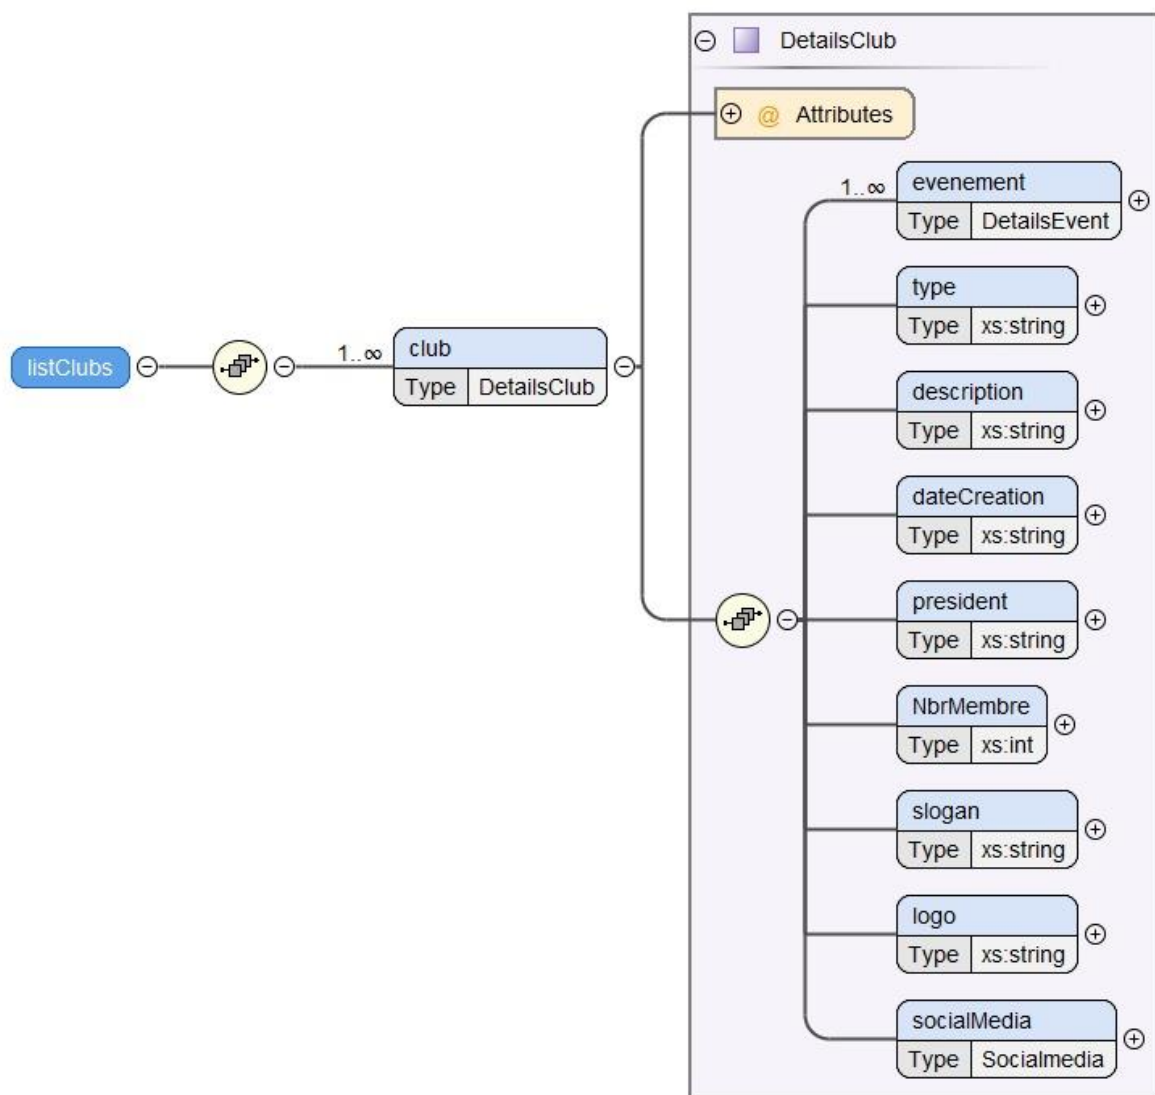 DetailsClub
@ Attributes
1..∞
evenement
Type DetailsEvent
type
Type xs:string
listClubs
1..∞
club
Type DetailsClub
description
Type xs:string
dateCreation
Type xs:string
president
Type xs:string
NbrMembre
Type xs:int
slogan
Type xs:string
logo
Type xs:string
socialMedia
Type Socialmedia